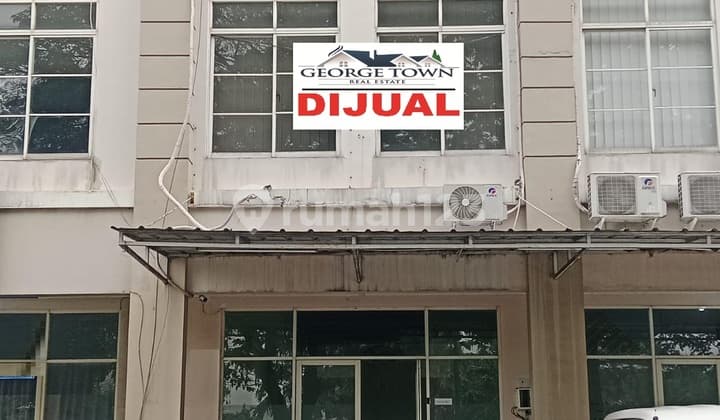 GEORGE TOWN
REAL ESTATE
DIJUAL
rumah123